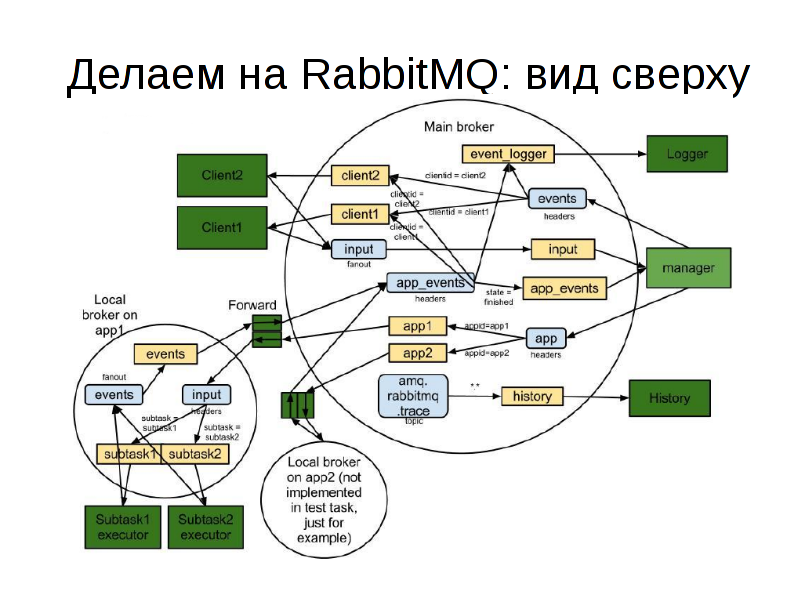 Делаем на RabbitMQ: вид сверху
Main broker
event_logger
Logger
Client2
client2
clientid = client2
clientid =
client2
events
headers
Client1
client1
clientid = client1
clientid =
client1
input
fanout
input
manager
app_events
headers
state =
finished
app_events
Local
broker on
app1
Forward
app1
appid=app1
app
headers
app2
appid=app2
events
fanout
events
input
headers
amq.
rabbitmq
.trace
topic
*.*
history
History
subtask =
subtask1
subtask =
subtask2
subtask1
subtask2
Local broker
on app2 (not
implemented
in test task,
just for
example)
Subtask1
executor
Subtask2
executor